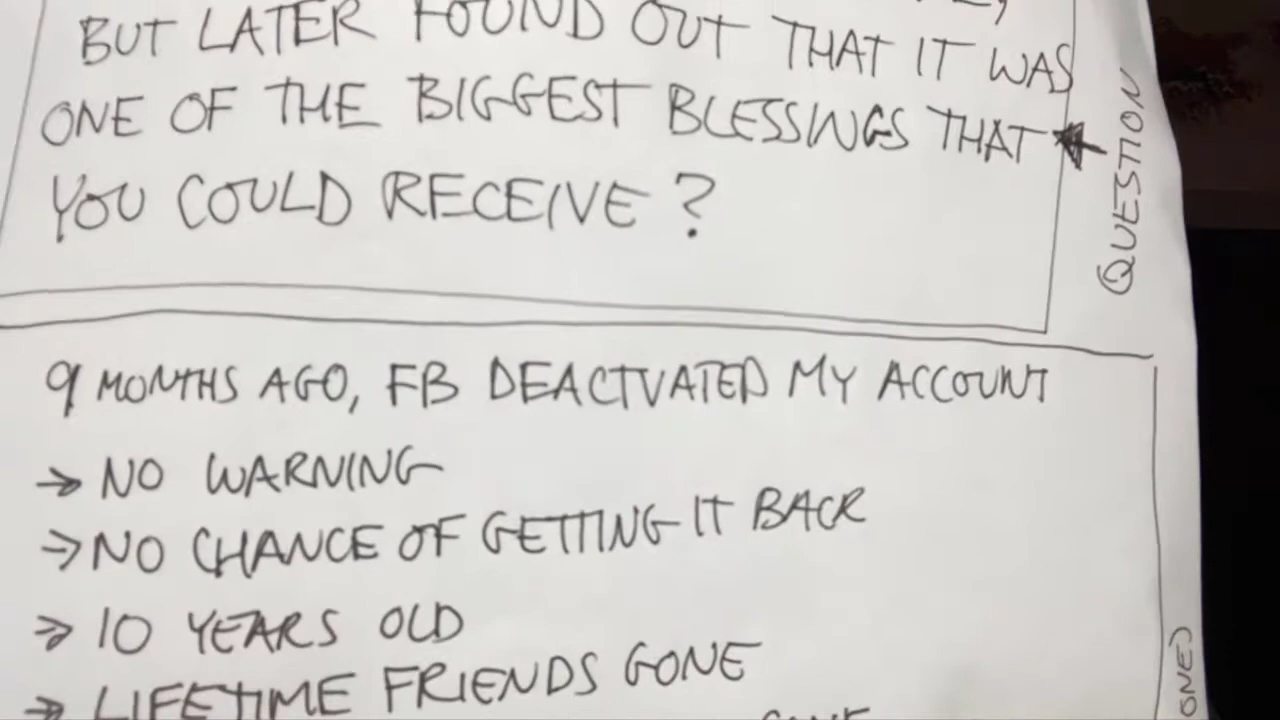 BUT LATER FOUND OUT THAT IT WAS
ONE OF THE BIGGEST BLESSINGS THAT
YOU COULD RECEIVE?
QUESTION
9 MONTHS AGO, FB DEACTVATED MY ACCOUNT
→ NO WARNING
→ NO CHANCE OF GETTING IT BACK
→ 10 YEARS OLD
→ LIFETIME FRIENDS GONE
ONE)